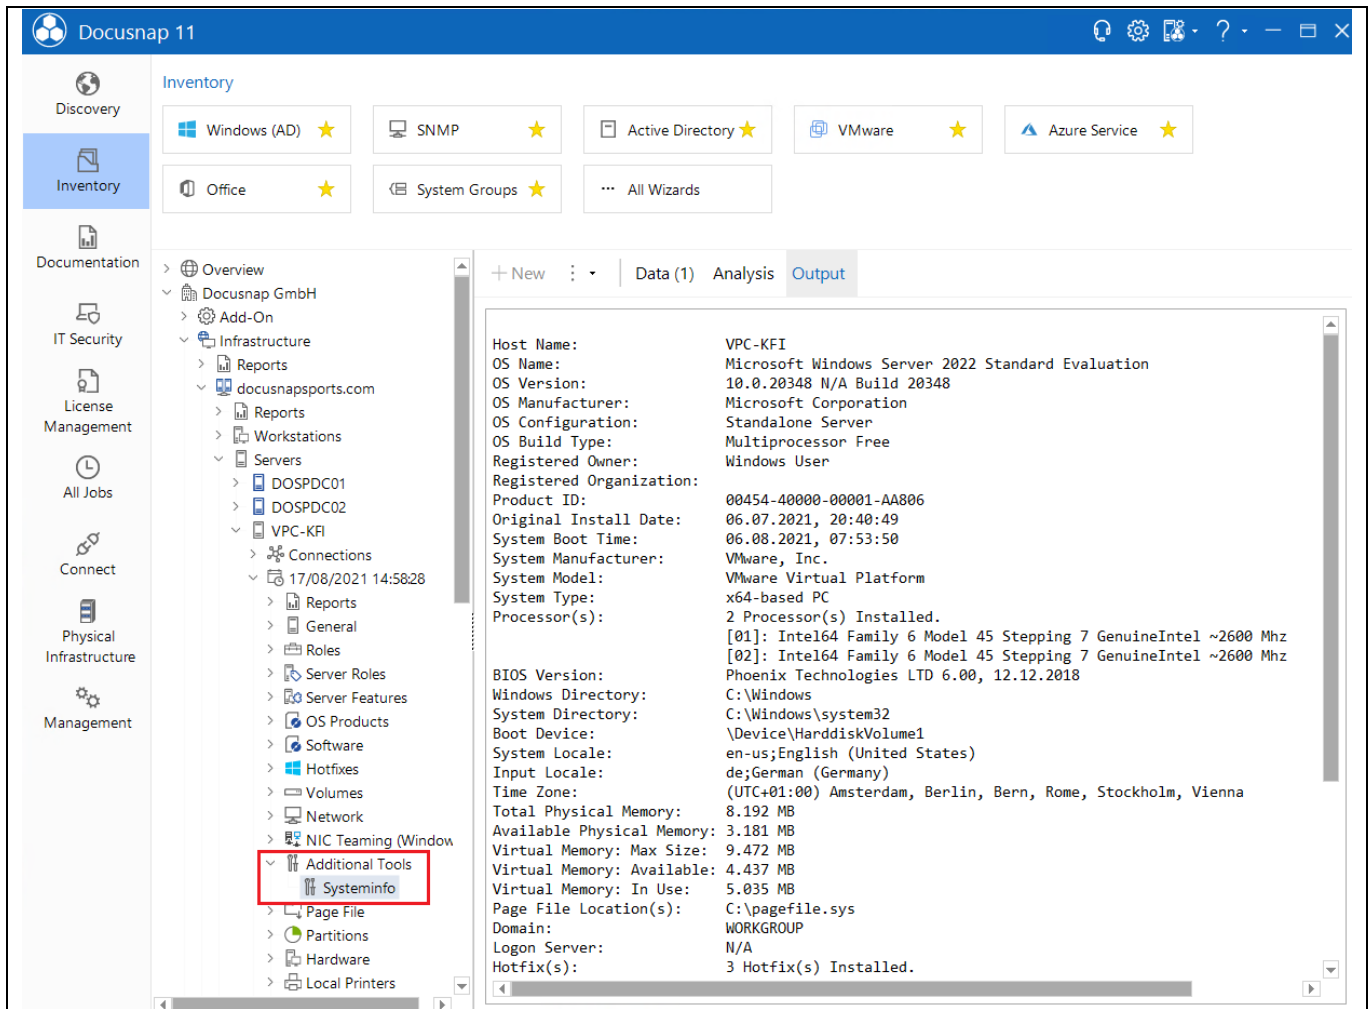 Docusnap 11
?
Discovery
Inventory
Documentation
IT Security
License
Management
All Jobs
Connect
Physical
Infrastructure
Management
Inventory
Windows (AD)
SNMP
Active Directory
VMware
Azure Service
Office
System Groups
All Wizards
Overview
Docusnap GmbH
Add-On
Infrastructure
Reports
docusnapsports.com
Reports
Workstations
Servers
DOSPDC01
DOSPDC02
VPC-KFI
Connections
17/08/2021 14:58:28
Reports
General
Roles
Server Roles
Server Features
OS Products
Software
Hotfixes
Volumes
Network
NIC Teaming (Window
Additional Tools
Systeminfo
Page File
Partitions
Hardware
Local Printers
New Data (1) Analysis Output
Host Name: VPC-KFI
OS Name: Microsoft Windows Server 2022 Standard Evaluation
OS Version: 10.0.20348 N/A Build 20348
OS Manufacturer: Microsoft Corporation
OS Configuration: Standalone Server
OS Build Type: Multiprocessor Free
Registered Owner: Windows User
Registered Organization:
Product ID: 00454-40000-00001-AA806
Original Install Date: 06.07.2021, 20:40:49
System Boot Time: 06.08.2021, 07:53:50
System Manufacturer: VMware, Inc.
System Model: VMware Virtual Platform
System Type: x64-based PC
Processor(s): 2 Processor(s) Installed.
[01]: Intel64 Family 6 Model 45 Stepping 7 GenuineIntel ~2600 Mhz
[02]: Intel64 Family 6 Model 45 Stepping 7 GenuineIntel ~2600 Mhz
BIOS Version: Phoenix Technologies LTD 6.00, 12.12.2018
Windows Directory: C:\Windows
System Directory: C:\Windows\system32
Boot Device: \Device\HarddiskVolume1
System Locale: en-us;English (United States)
Input Locale: de;German (Germany)
Time Zone: (UTC+01:00) Amsterdam, Berlin, Bern, Rome, Stockholm, Vienna
Total Physical Memory: 8.192 MB
Available Physical Memory: 3.181 MB
Virtual Memory: Max Size: 9.472 MB
Virtual Memory: Available: 4.437 MB
Virtual Memory: In Use: 5.035 MB
Page File Location(s): C:\pagefile.sys
Domain: WORKGROUP
Logon Server: N/A
Hotfix(s): 3 Hotfix(s) Installed.